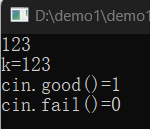 D:\demo1\demo1
123
k=123
cin.good()=1
cin.fail()=0